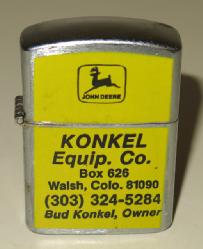 JOHN DEERE
KONKEL
Equip. Co.
Box 626
Walsh, Colo. 81090
(303) 324-5284
Bud Konkel, Owner